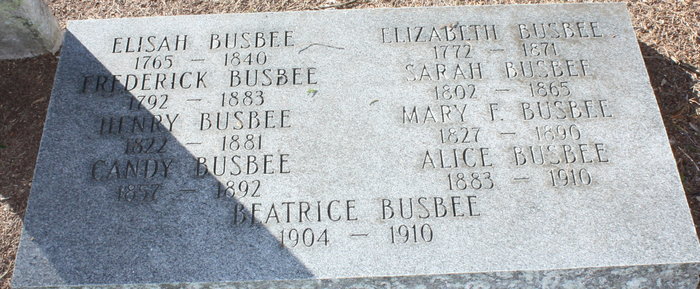 ELISAH BUSBEE
1765 – 1840
FREDERICK BUSBEE
1792 – 1883
HENRY BUSBEE
1822 – 1881
CANDY BUSBEE
1857 – 1892
ELIZABETH BUSBEE
1772 – 1871
SARAH BUSBEE
1802 – 1865
MARY F. BUSBEE
1827 – 1890
ALICE BUSBEE
1883 – 1910
BEATRICE BUSBEE
1904 – 1910